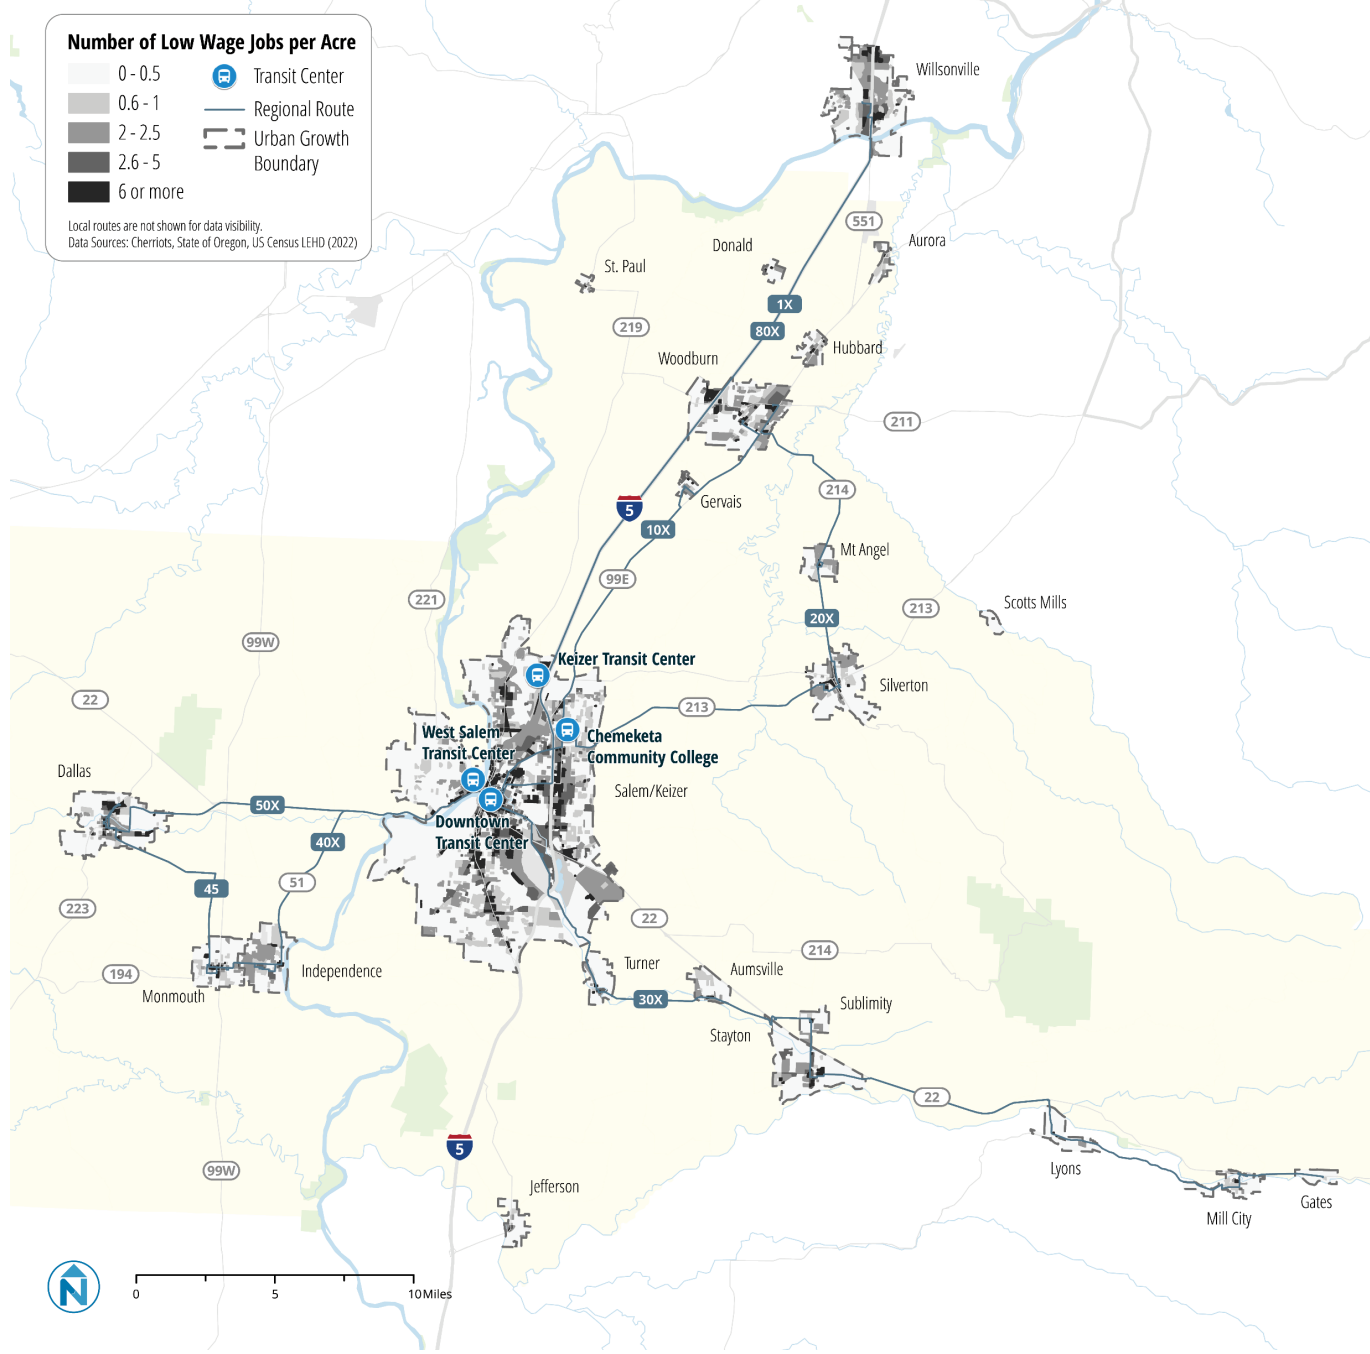 Number of Low Wage Jobs per Acre
0 - 0.5
0.6 - 1
2 - 2.5
2.6 - 5
6 or more
Transit Center
Regional Route
Urban Growth
Boundary
Local routes are not shown for data visibility.
Data Sources: Cherriots, State of Oregon, US Census LEHD (2022)
Willsonville
551
Aurora
Donald
St. Paul
1X
219
80X
Hubbard
Woodburn
211
214
Gervais
5
10X
Mt Angel
99E
221
Scotts Mills
213
20X
99W
Keizer Transit Center
Silverton
22
213
West Salem
Transit Center
Chemeketa
Community College
Dallas
Salem/Keizer
50X
Downtown
Transit Center
40X
51
45
223
22
214
Turner
Aumsville
Independence
194
Monmouth
30X
Sublimity
Stayton
22
5
99W
Lyons
Jefferson
Gates
Mill City
N
0
5
10Miles